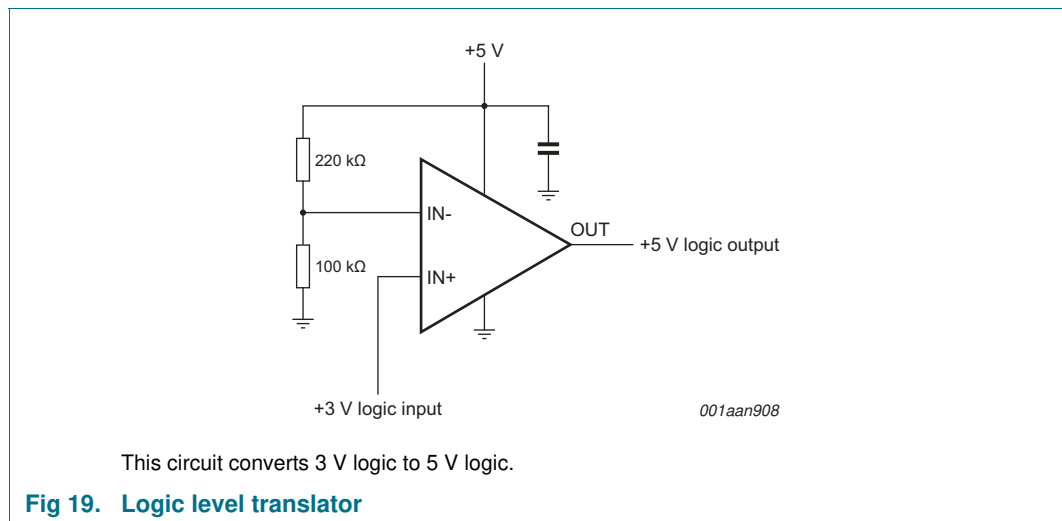 +5 V
220 kΩ
IN-
OUT
+5 V logic output
100 kΩ
IN+
+3 V logic input
001aan908
This circuit converts 3 V logic to 5 V logic.
Fig 19. Logic level translator